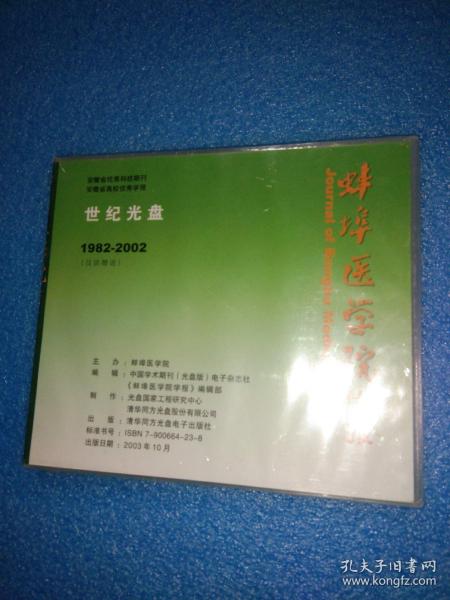 安徽省优秀科技期刊
安徽省高校优秀学报
世纪光盘
1982-2002
（仅供赠送）
蚌埠医学院学报
Journal of Bengbu Med
主 办：蚌埠医学院
编 辑：中国学术期刊（光盘版）电子杂志社
《蚌埠医学院学报》编辑部
制 作：光盘国家工程研究中心
清华同方光盘股份有限公司
出 版：清华同方光盘电子出版社
标准书号：ISBN 7-900664-23-8
出版日期：2003年10月
孔夫子旧书网
www.kongfz.com